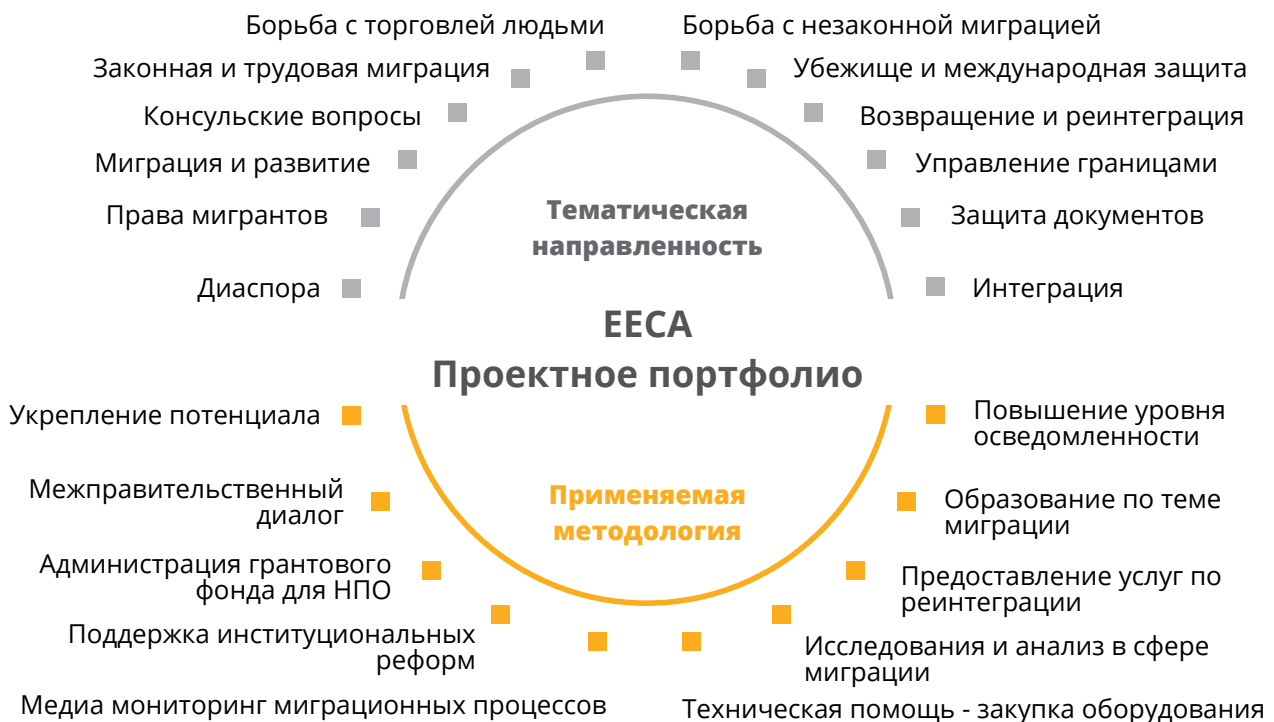 Борьба с торговлей людьми
Борьба с незаконной миграцией
Законная и трудовая миграция
Убежище и международная защита
Консульские вопросы
Возвращение и реинтеграция
Миграция и развитие
Управление границами
Права мигрантов
Защита документов
Диаспора
Интеграция
Тематическая
направленность
EECA
Проектное портфолио
Применяемая
методология
Укрепление потенциала
Повышение уровня
осведомленности
Межправительственный
диалог
Образование по теме
миграции
Администрация грантового
фонда для НПО
Предоставление услуг по
реинтеграции
Поддержка институциональных
реформ
Исследования и анализ в сфере
миграции
Медиа мониторинг миграционных процессов
Техническая помощь - закупка оборудования